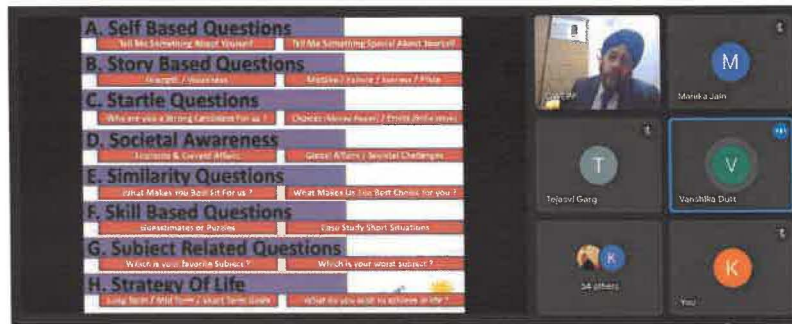 A. Self Based Questions
Tell Me Something About Yourself
Tell Me Something Special About Yourself
B. Story Based Questions
Strength / Weakness
Mistake / Failure / Success / Pride
C. Startle Questions
Who are you a Strong Candidate For us ?
D. Societal Awareness
Economic & Current Affairs
Global Affairs / Societal Challenges
E. Similarity Questions
What Makes You Best Fit For us ?
What Makes Us The Best Choice for you ?
F. Skill Based Questions
Guesstimates or Puzzles
Case Study Short Situations
G. Subject Related Questions
Which is your favorite Subject ?
Which is your worst subject ?
H. Strategy Of Life
Long Term / Mid Term / Short Term Goals
What do you wish to achieve in life ?
M
T
Tejasvi Garg
V
Vanshika Dutt
K
54 others
K
You